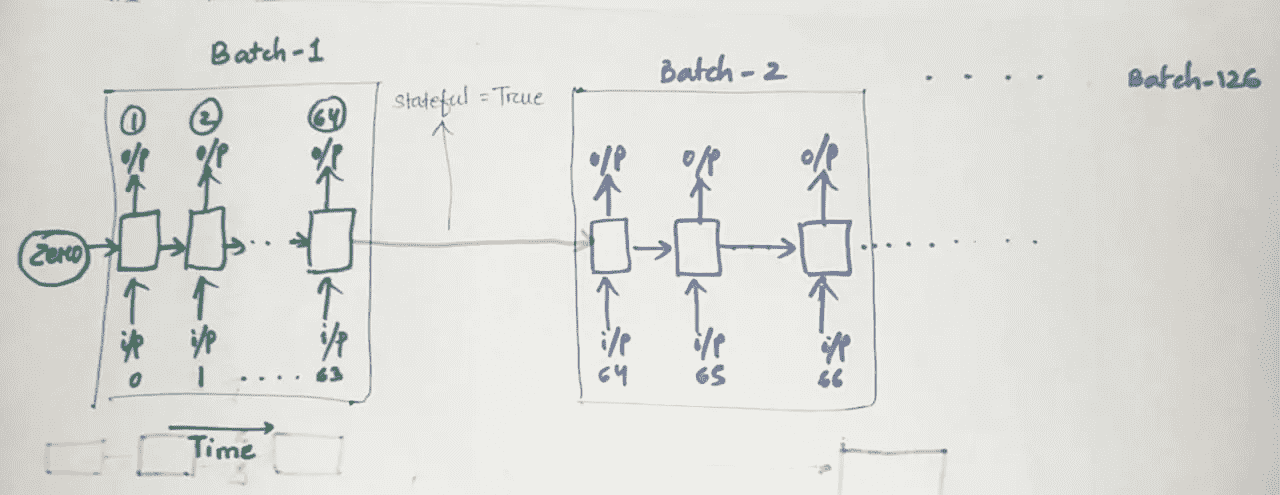 Batch-1
Batch-2
. . . .
Batch-126
stateful = True
1 2 64
o/p o/p o/p
o/p o/p o/p
Zero
i/p i/p i/p
i/p i/p i/p
0 1 .... 63
64 65 66
Time